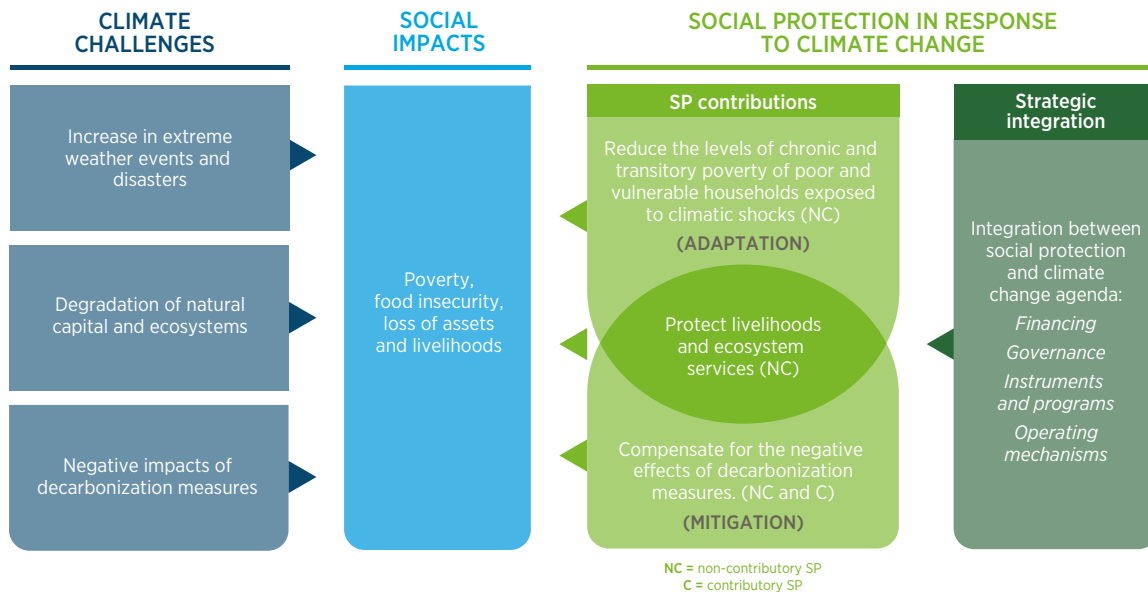 CLIMATE
CHALLENGES
SOCIAL
IMPACTS
SOCIAL PROTECTION IN RESPONSE
TO CLIMATE CHANGE
Increase in extreme
weather events and
disasters
Degradation of natural
capital and ecosystems
Negative impacts of
decarbonization measures
Poverty,
food insecurity,
loss of assets
and livelihoods
SP contributions
Reduce the levels of chronic and
transitory poverty of poor and
vulnerable households exposed
to climatic shocks (NC)
(ADAPTATION)
Protect livelihoods
and ecosystem
services (NC)
Compensate for the negative
effects of decarbonization
measures. (NC and C)
(MITIGATION)
NC = non-contributory SP
C = contributory SP
Strategic
integration
Integration between
social protection
and climate
change agenda:
Financing
Governance
Instruments
and programs
Operating
mechanisms